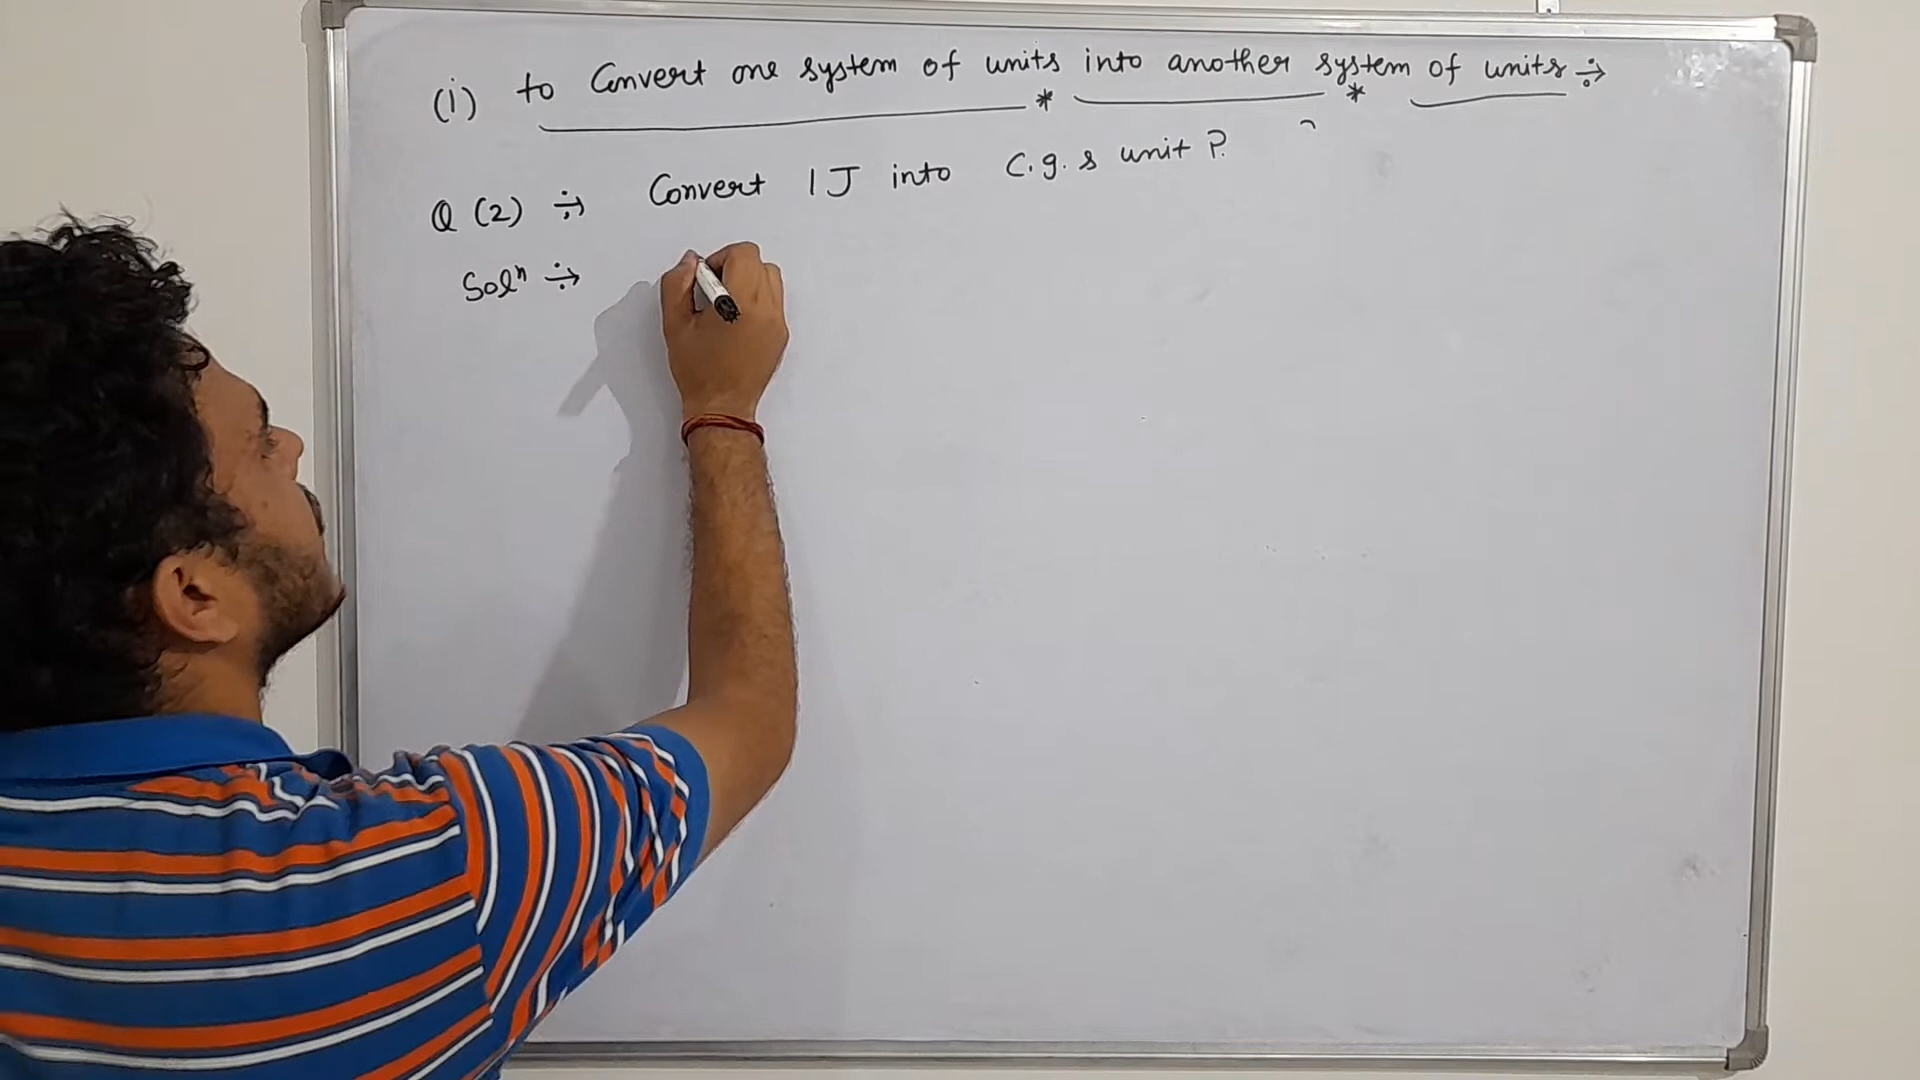 (i) to Convert one system of units into another system of units ÷
Q (2) ÷ Convert 1 J into C.g.s unit ?
Solⁿ ÷